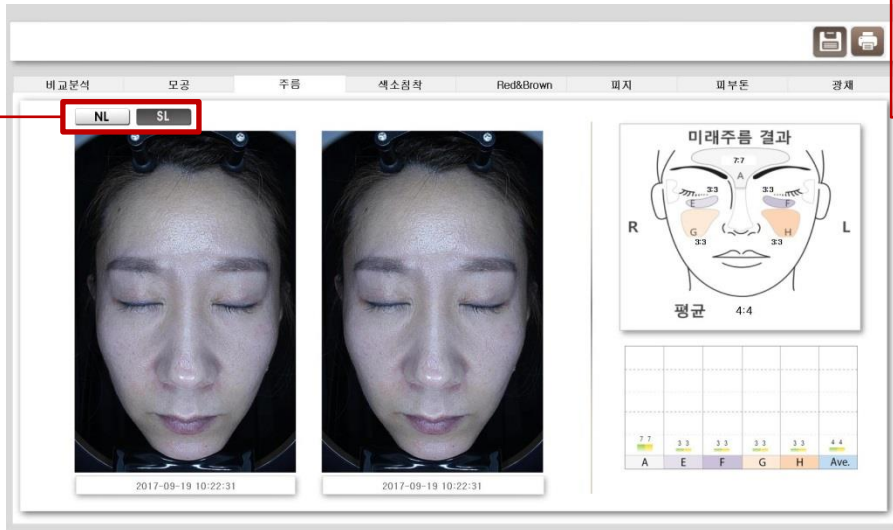 비교분석 모공 주름 색소침착 Red&Brown 피지 피부톤 광채
NL SL
미래주름 결과
7:7
A
3:3 3:3
E F
R L
G H
3:3 3:3
평균 4:4
7 7 3 3 3 3 3 3 3 3 4 4
A E F G H Ave.
2017-09-19 10:22:31 2017-09-19 10:22:31